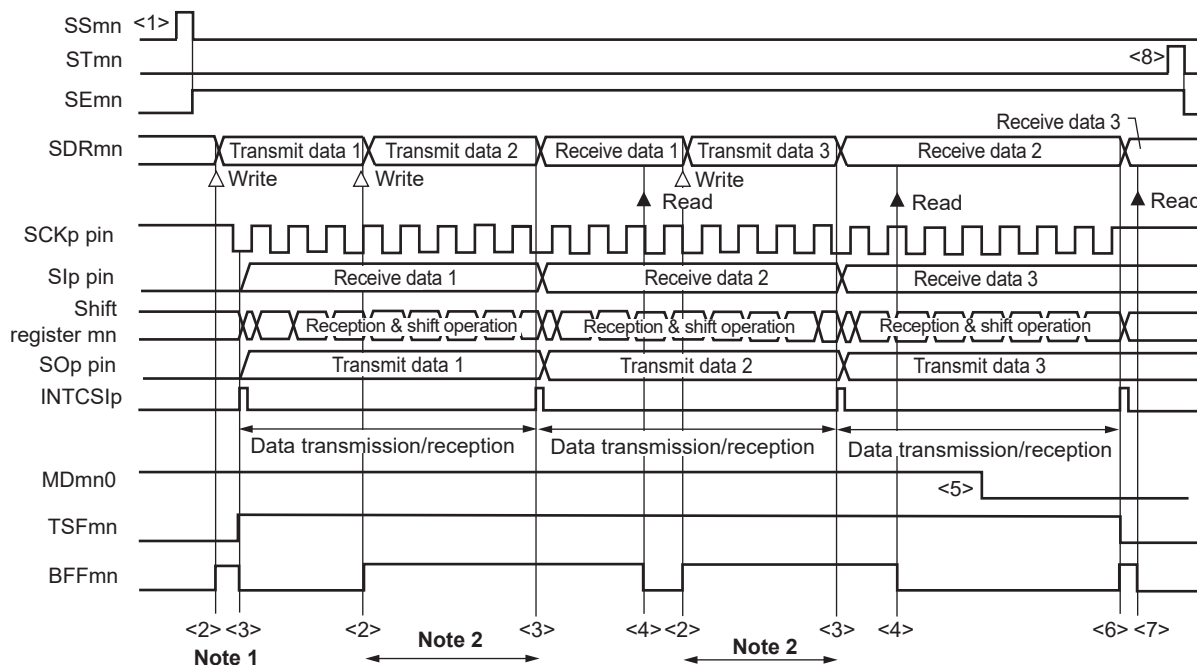 SSmn <1>
STmn <8>
SEmn
Receive data 3
SDRmn Transmit data 1 Transmit data 2 Receive data 1 Transmit data 3 Receive data 2
Write Write Write
Read Read Read
SCKp pin
SIp pin Receive data 1 Receive data 2 Receive data 3
Shift
register mn Reception & shift operation Reception & shift operation Reception & shift operation
SOp pin Transmit data 1 Transmit data 2 Transmit data 3
INTCSIp
Data transmission/reception Data transmission/reception Data transmission/reception
MDmn0 <5>
TSFmn
BFFmn
<2> <3> <2> <3> <4> <2> <3> <4> <6> <7>
Note 1 Note 2 Note 2